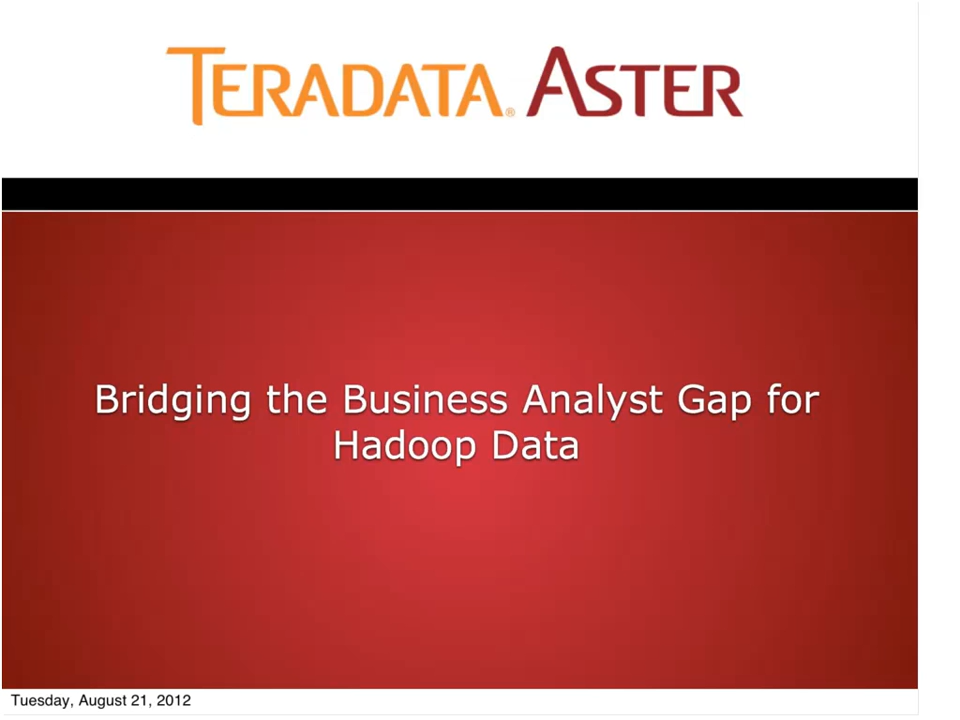 TERADATA® ASTER
Bridging the Business Analyst Gap for
Hadoop Data
Tuesday, August 21, 2012